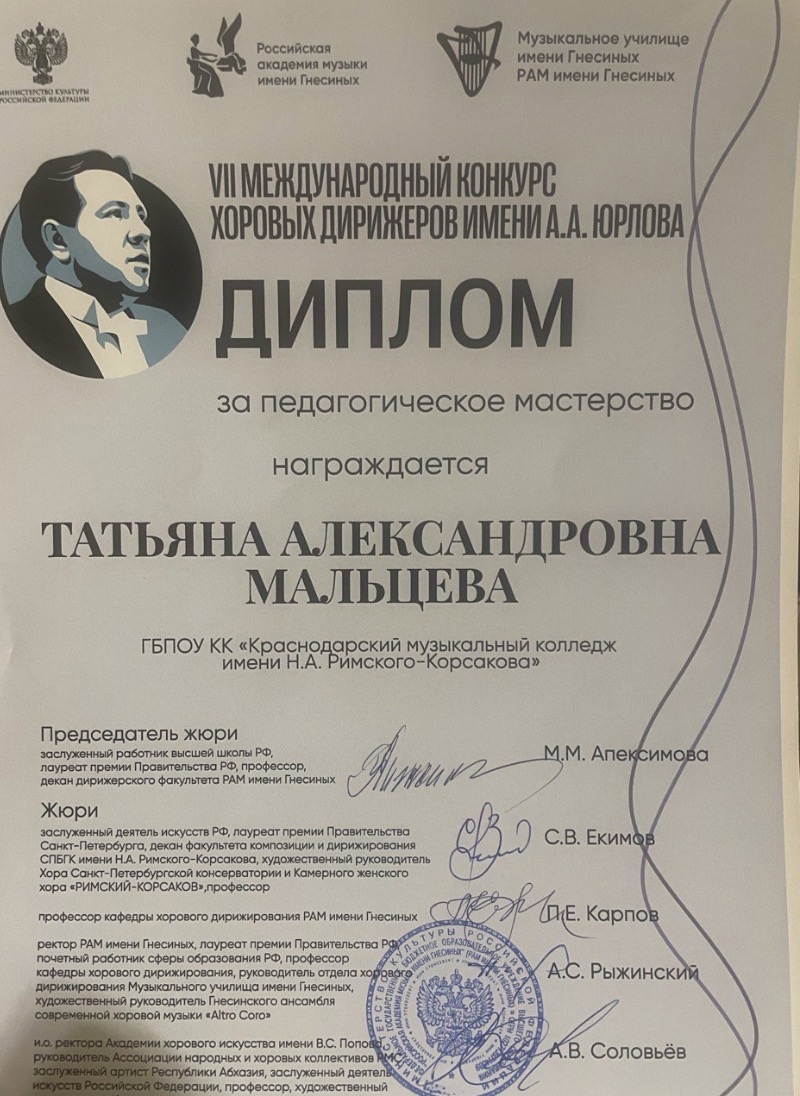 МИНИСТЕРСТВО КУЛЬТУРЫ
РОССИЙСКОЙ ФЕДЕРАЦИИ
Российская
академия музыки
имени Гнесиных
Музыкальное училище
имени Гнесиных
РАМ имени Гнесиных
VII МЕЖДУНАРОДНЫЙ КОНКУРС
ХОРОВЫХ ДИРИЖЕРОВ ИМЕНИ А.А. ЮРЛОВА
ДИПЛОМ
за педагогическое мастерство
награждается
ТАТЬЯНА АЛЕКСАНДРОВНА
МАЛЬЦЕВА
ГБПОУ КК «Краснодарский музыкальный колледж
имени Н.А. Римского-Корсакова»
Председатель жюри
заслуженный работник высшей школы РФ,
лауреат премии Правительства РФ, профессор,
декан дирижерского факультета РАМ имени Гнесиных
М.М. Апексимова
Жюри
заслуженный деятель искусств РФ, лауреат премии Правительства
Санкт-Петербурга, декан факультета композиции и дирижирования
СПБГК имени Н.А. Римского-Корсакова, художественный руководитель
Хора Санкт-Петербургской консерватории и Камерного женского
хора «РИМСКИЙ-КОРСАКОВ»,профессор
С.В. Екимов
профессор кафедры хорового дирижирования РАМ имени Гнесиных
П.Е. Карпов
ректор РАМ имени Гнесиных, лауреат премии Правительства РФ,
почетный работник сферы образования РФ, профессор
кафедры хорового дирижирования, руководитель отдела хорового
дирижирования Музыкального училища имени Гнесиных,
художественный руководитель Гнесинского ансамбля
современной хоровой музыки «Altro Coro»
А.С. Рыжинский
и.о. ректора Академии хорового искусства имени В.С. Попова,
руководитель Ассоциации народных и хоровых коллективов РМС,
заслуженный артист Республики Абхазия, заслуженный деятель
искусств Российской Федерации, профессор, художественный
А.В. Соловьёв